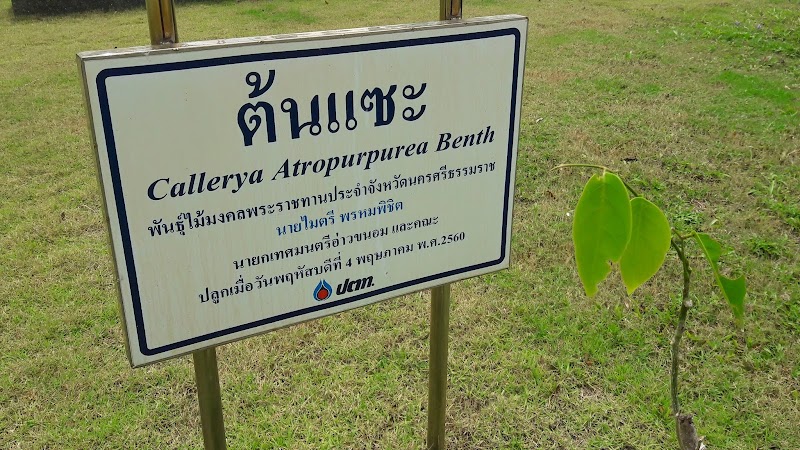 ต้นแซะ
Callerya Atropurpurea Benth
พันธุ์ไม้มงคลพระราชทานประจำจังหวัดนครศรีธรรมราช
นายไมตรี พรหมพิชิต
นายกเทศมนตรีอ่าวขนอม และคณะ
ปลูกเมื่อวันพฤหัสบดีที่ 4 พฤษภาคม พ.ศ.2560
ปตท.